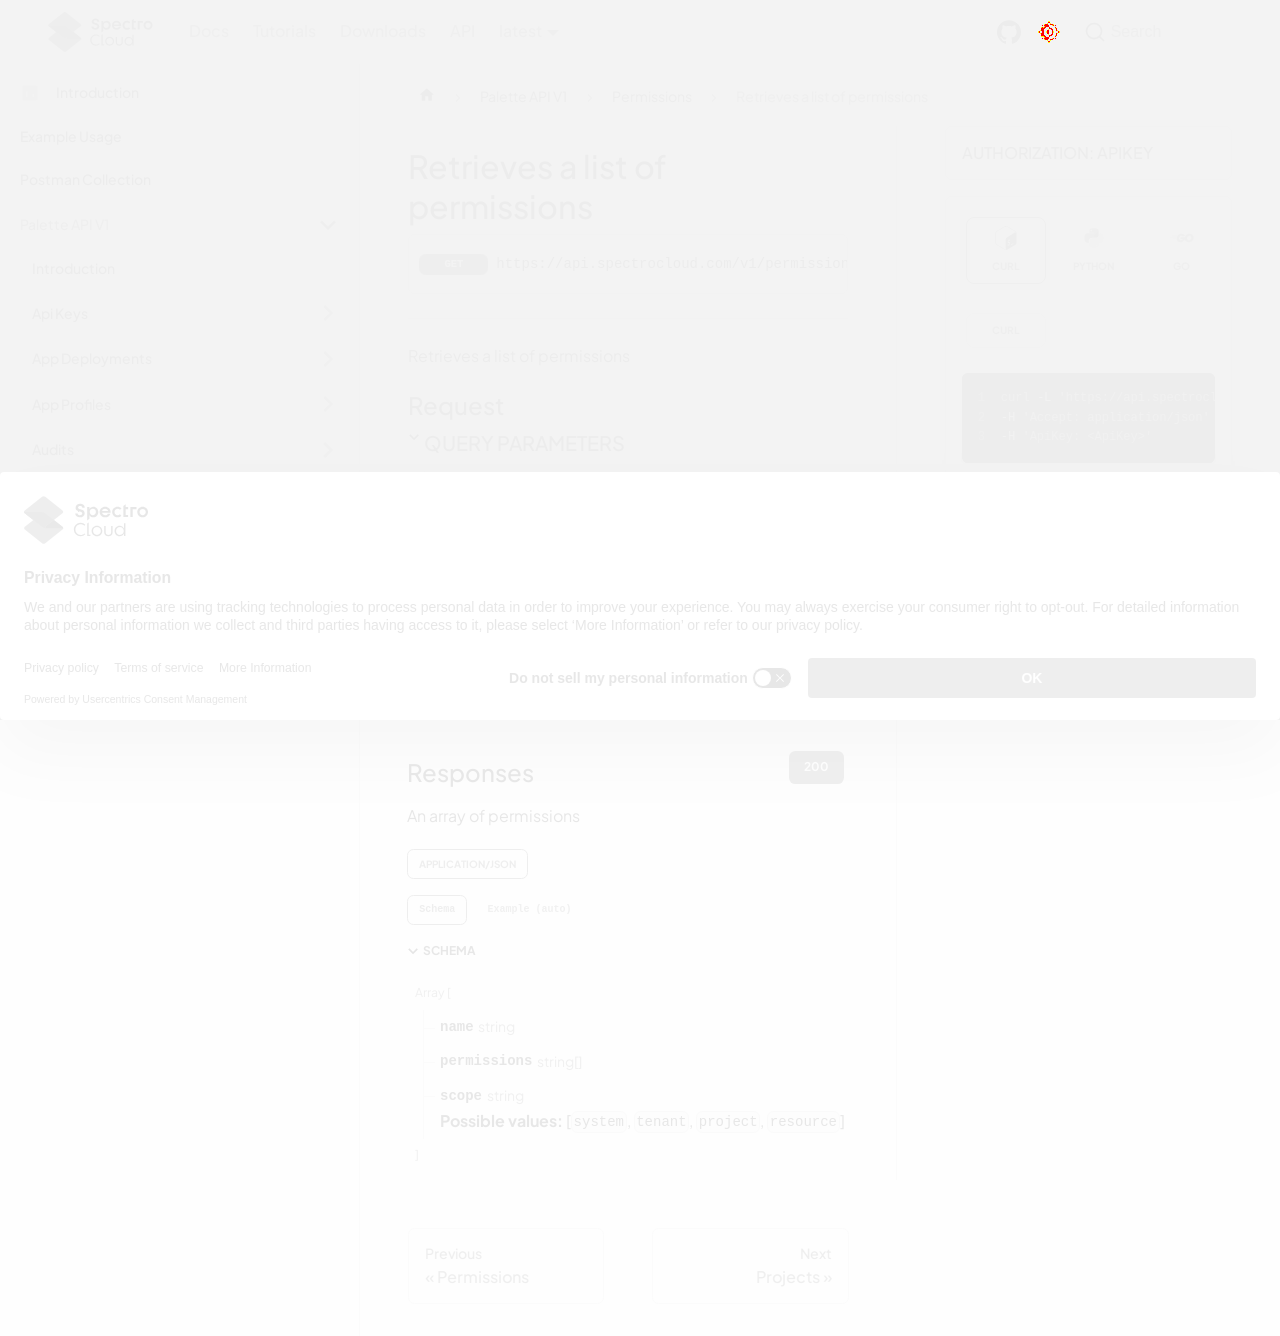 Spectro Cloud
Docs Tutorials Downloads API latest
Search
Introduction
Example Usage
Postman Collection
Palette API V1
Introduction
Api Keys
App Deployments
App Profiles
Audits
Palette API V1 Permissions Retrieves a list of permissions
Retrieves a list of
permissions
GET https://api.spectrocloud.com/v1/permission
Retrieves a list of permissions
Request
QUERY PARAMETERS
AUTHORIZATION: APIKEY
CURL PYTHON GO
CURL
Spectro
Cloud
Privacy Information
We and our partners are using tracking technologies to process personal data in order to improve your experience. You may always exercise your consumer right to opt-out. For detailed information
about personal information we collect and third parties having access to it, please select ‘More Information’ or refer to our privacy policy.
Privacy policy Terms of service More Information
Do not sell my personal information
OK
Powered by Usercentrics Consent Management
Responses
200
An array of permissions
APPLICATION/JSON
Schema Example (auto)
SCHEMA
Array [
name string
permissions string[]
scope string
Possible values: [system, tenant, project, resource]
]
Previous
« Permissions
Next
Projects »